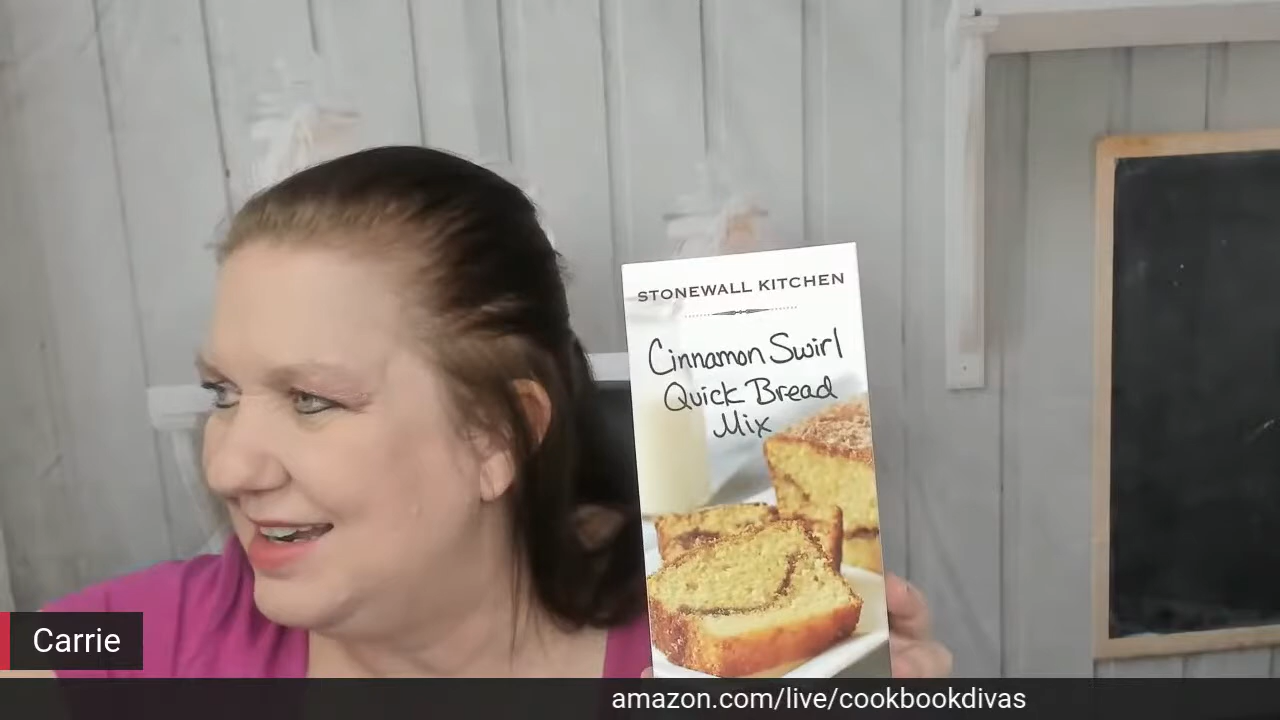 STONEWALL KITCHEN
Cinnamon Swirl
Quick Bread
Mix
Carrie
amazon.com/live/cookbookdivas